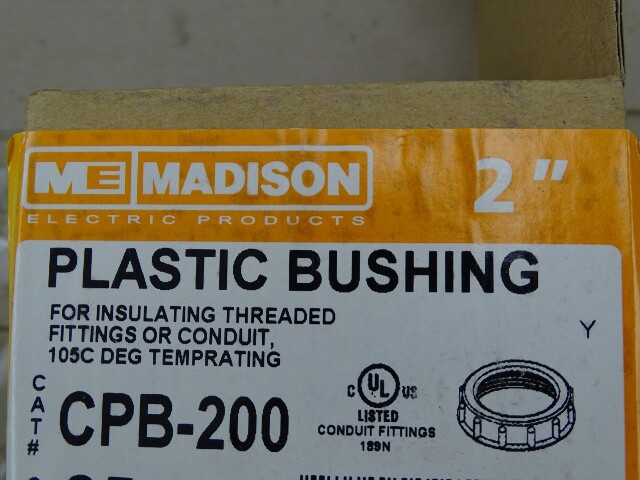 ME MADISON
ELECTRIC PRODUCTS
2"
PLASTIC BUSHING
FOR INSULATING THREADED
FITTINGS OR CONDUIT,
105C DEG TEMPRATING
Y
CAT#
CPB-200
C UL US
LISTED
CONDUIT FITTINGS
189N